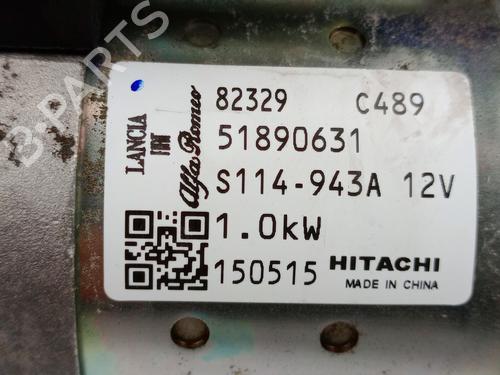 B-PARTS
LANCIA
FIAT
Alfa Romeo
82329 C489
51890631
S114-943A 12V
1.0kW
150515 HITACHI
MADE IN CHINA